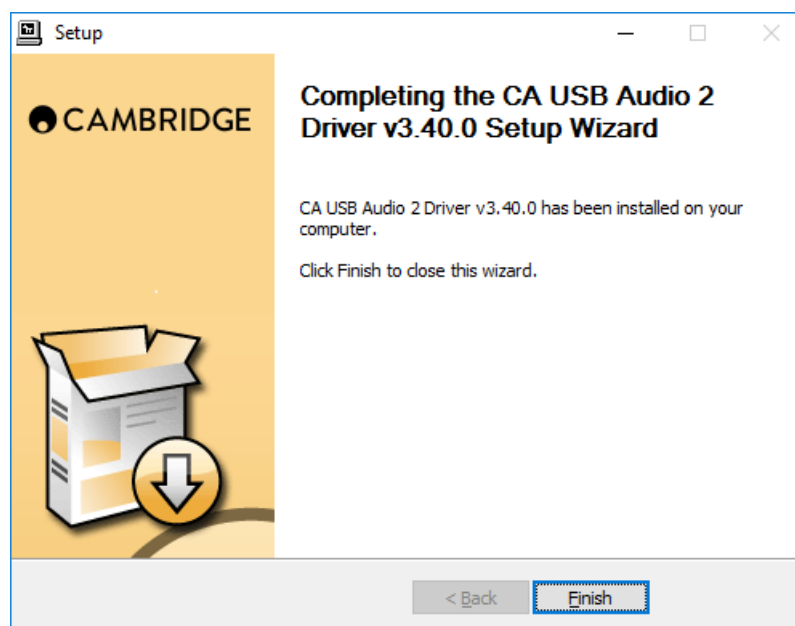 Setup
CAMBRIDGE
Completing the CA USB Audio 2
Driver v3.40.0 Setup Wizard
CA USB Audio 2 Driver v3.40.0 has been installed on your
computer.
Click Finish to close this wizard.
< Back
Finish